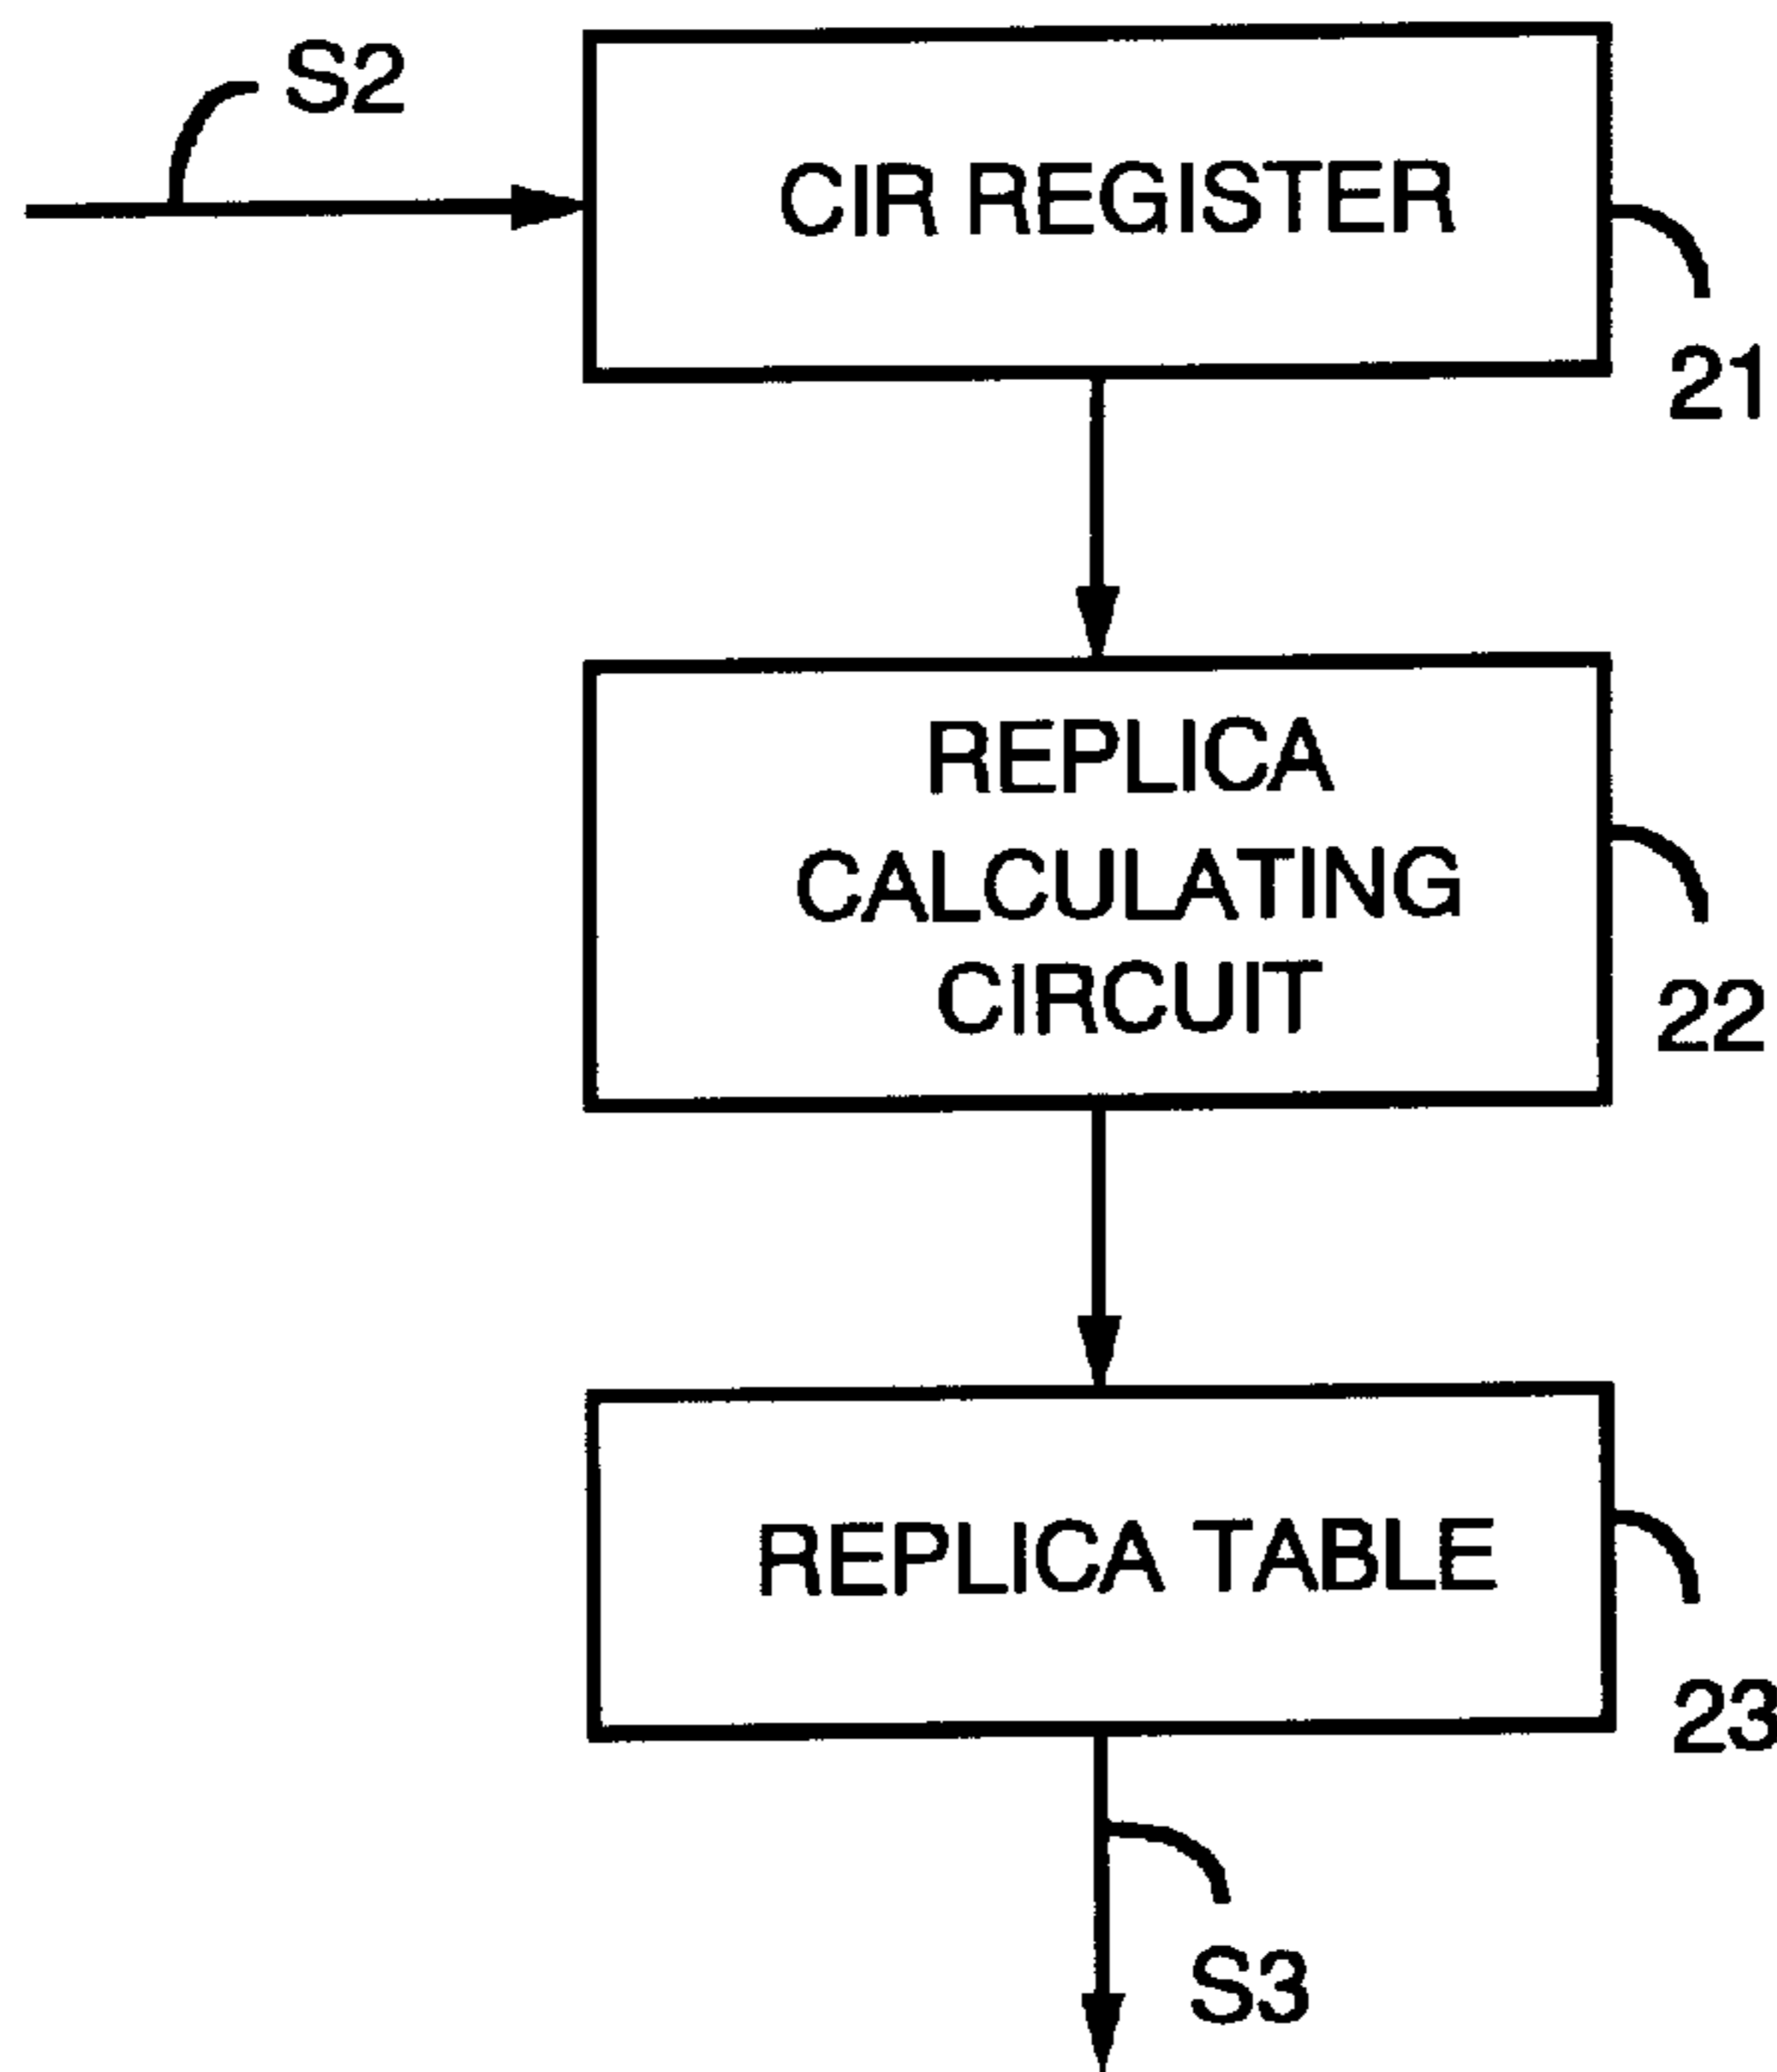 S2
CIR REGISTER
21
REPLICA
CALCULATING
CIRCUIT
22
REPLICA TABLE
23
S3